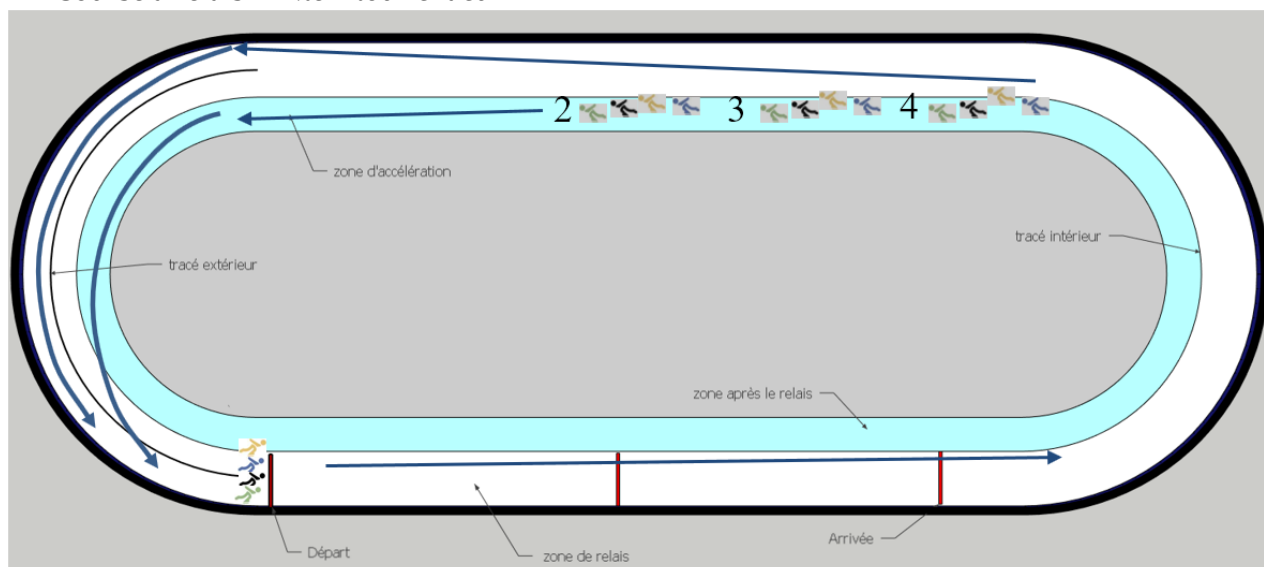 2
3
4
zone d'accélération
tracé intérieur
tracé extérieur
zone après le relais
Départ
zone de relais
Arrivée